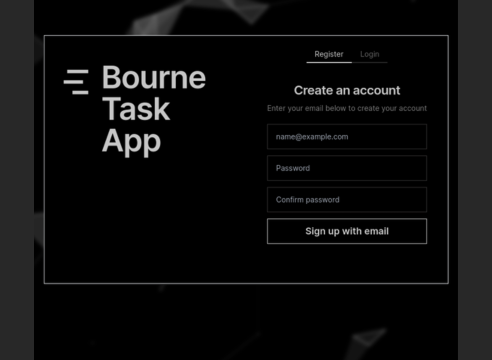 Bourne
Task
App
Register
Login
Create an account
Enter your email below to create your account
name@example.com
Password
Confirm password
Sign up with email